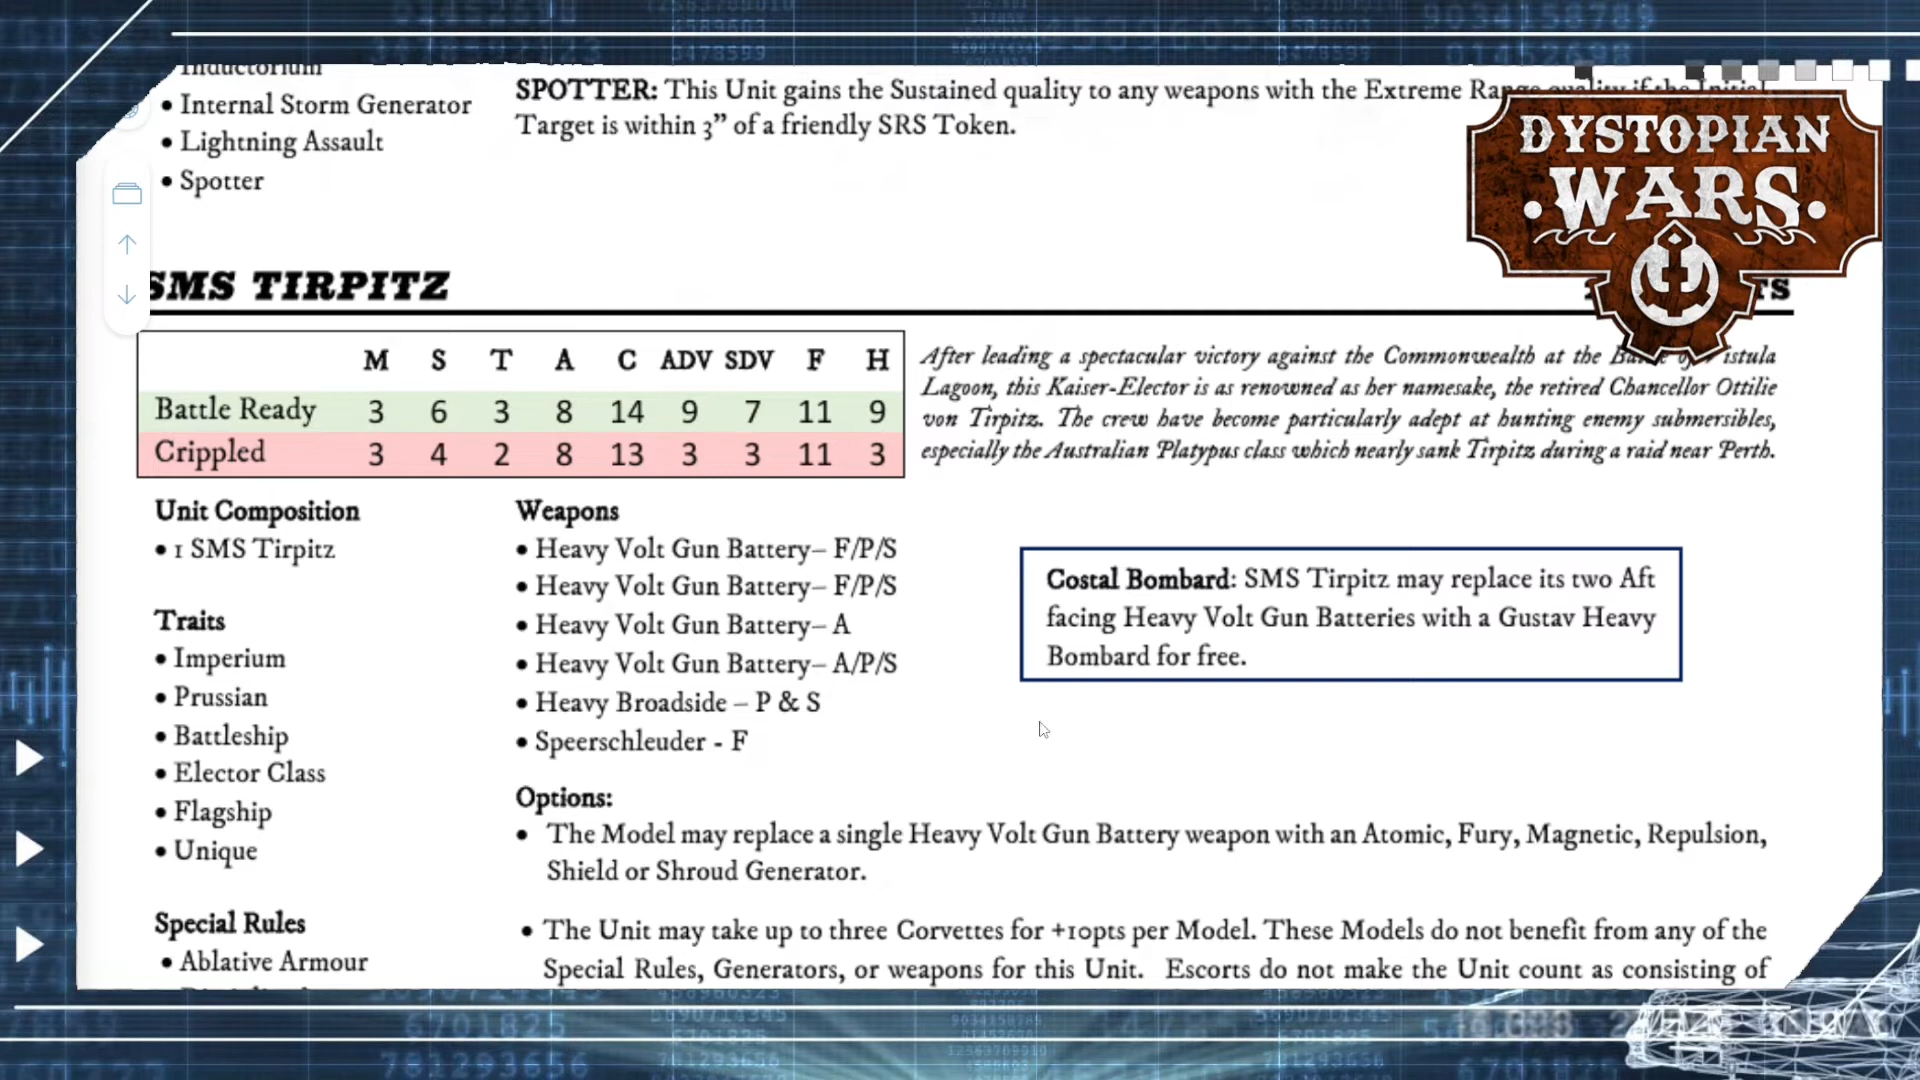 Inductorium
• Internal Storm Generator
• Lightning Assault
• Spotter
SPOTTER: This Unit gains the Sustained quality to any weapons with the Extreme Range quality if the Initial
Target is within 3” of a friendly SRS Token.
DYSTOPIAN
• WARS •
SMS TIRPITZ
M S T A C ADV SDV F H
Battle Ready 3 6 3 8 14 9 7 11 9
Crippled 3 4 2 8 13 3 3 11 3
After leading a spectacular victory against the Commonwealth at the
Lagoon, this Kaiser-Elector is as renowned as her namesake, the retired Chancellor Ottilie
von Tirpitz. The crew have become particularly adept at hunting enemy submersibles,
especially the Australian Platypus class which nearly sank Tirpitz during a raid near Perth.
Unit Composition
• 1 SMS Tirpitz
Traits
• Imperium
• Prussian
• Battleship
• Elector Class
• Flagship
• Unique
Special Rules
• Ablative Armour
Weapons
• Heavy Volt Gun Battery– F/P/S
• Heavy Volt Gun Battery– F/P/S
• Heavy Volt Gun Battery– A
• Heavy Volt Gun Battery– A/P/S
• Heavy Broadside – P & S
• Speerschleuder - F
Costal Bombard: SMS Tirpitz may replace its two Aft
facing Heavy Volt Gun Batteries with a Gustav Heavy
Bombard for free.
Options:
• The Model may replace a single Heavy Volt Gun Battery weapon with an Atomic, Fury, Magnetic, Repulsion,
Shield or Shroud Generator.
• The Unit may take up to three Corvettes for +10pts per Model. These Models do not benefit from any of the
Special Rules, Generators, or weapons for this Unit. Escorts do not make the Unit count as consisting of
6701825
781293656